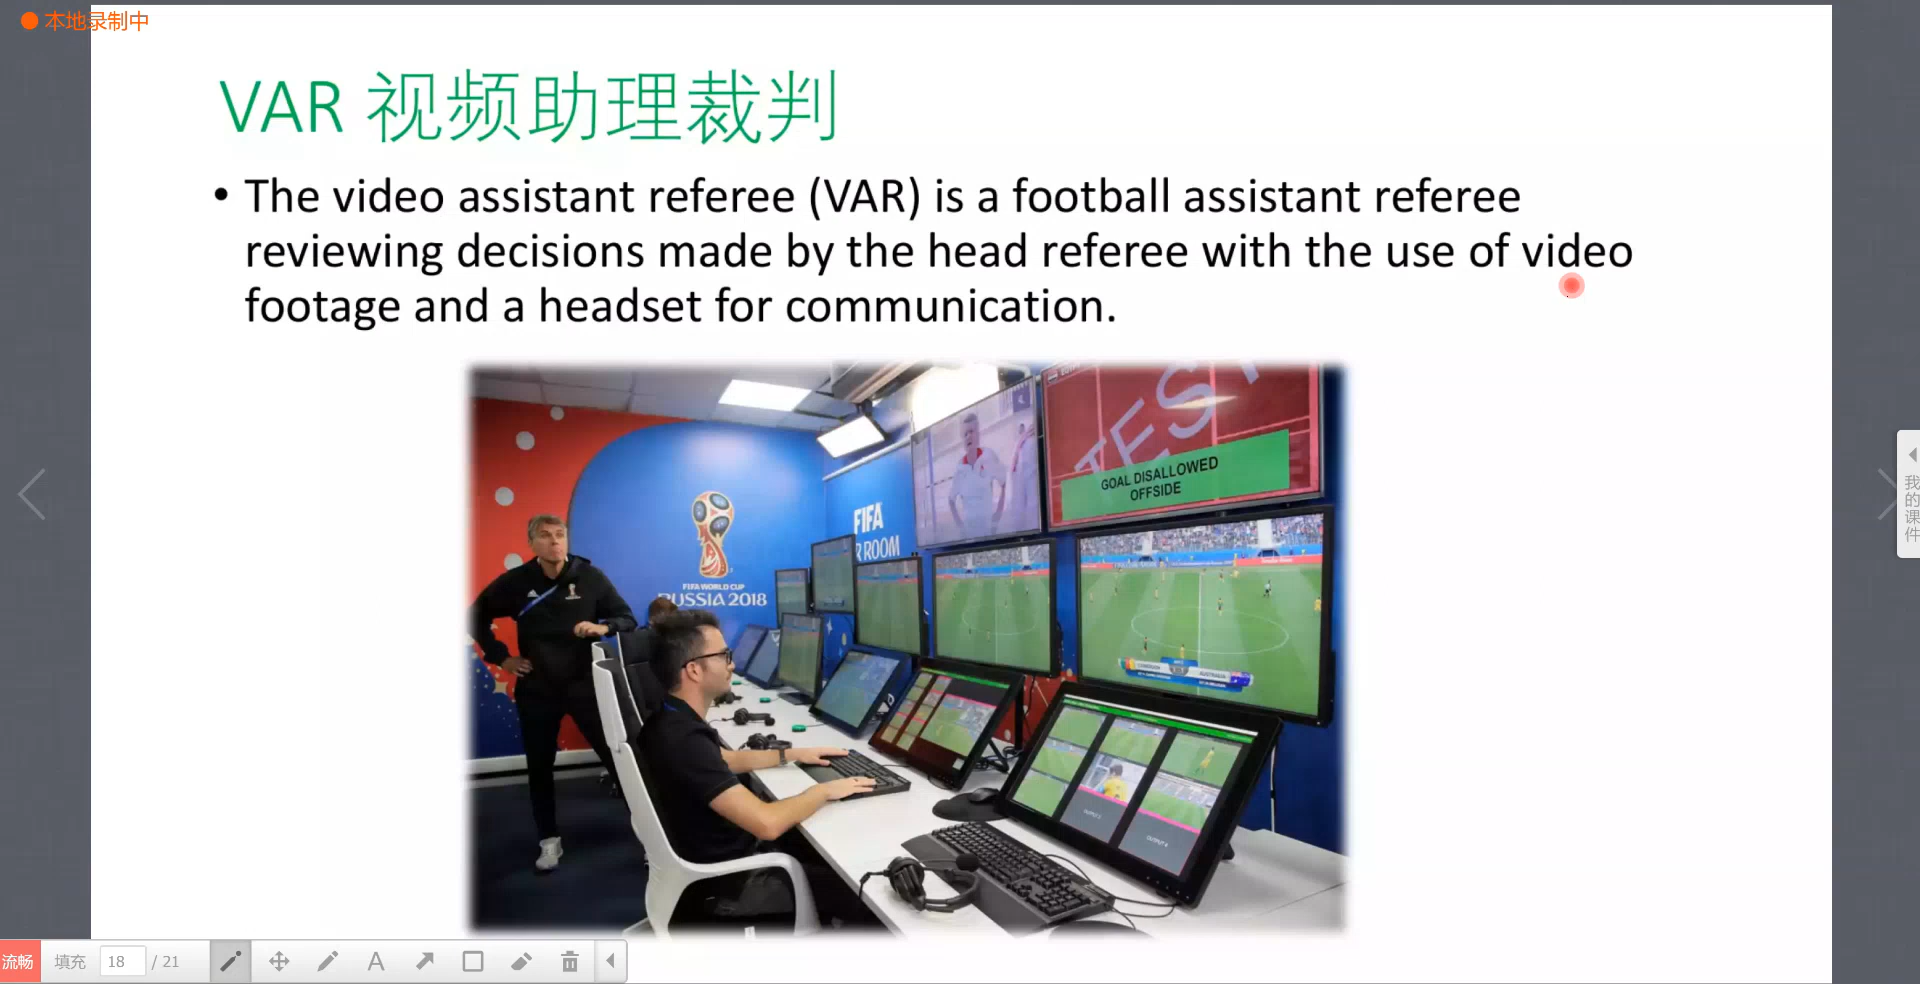 本地录制中
VAR 视频助理裁判
• The video assistant referee (VAR) is a football assistant referee
reviewing decisions made by the head referee with the use of video
footage and a headset for communication.
TEST
GOAL DISALLOWED
OFFSIDE
FIFA
R ROOM
FIFA WORLD CUP
RUSSIA 2018
AUSTRALIA
我的课件
流畅
填充
18
/ 21
A